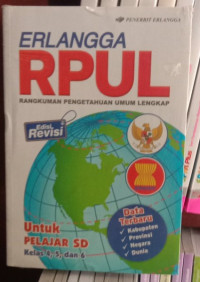 PENERBIT ERLANGGA
ERLANGGA
RPUL
RANGKUMAN PENGETAHUAN UMUM LENGKAP
Edisi
Revisi
Data
Terbaru
✓ Kabupaten
✓ Provinsi
✓ Negara
✓ Dunia
Untuk
PELAJAR SD
Kelas 4, 5, dan 6